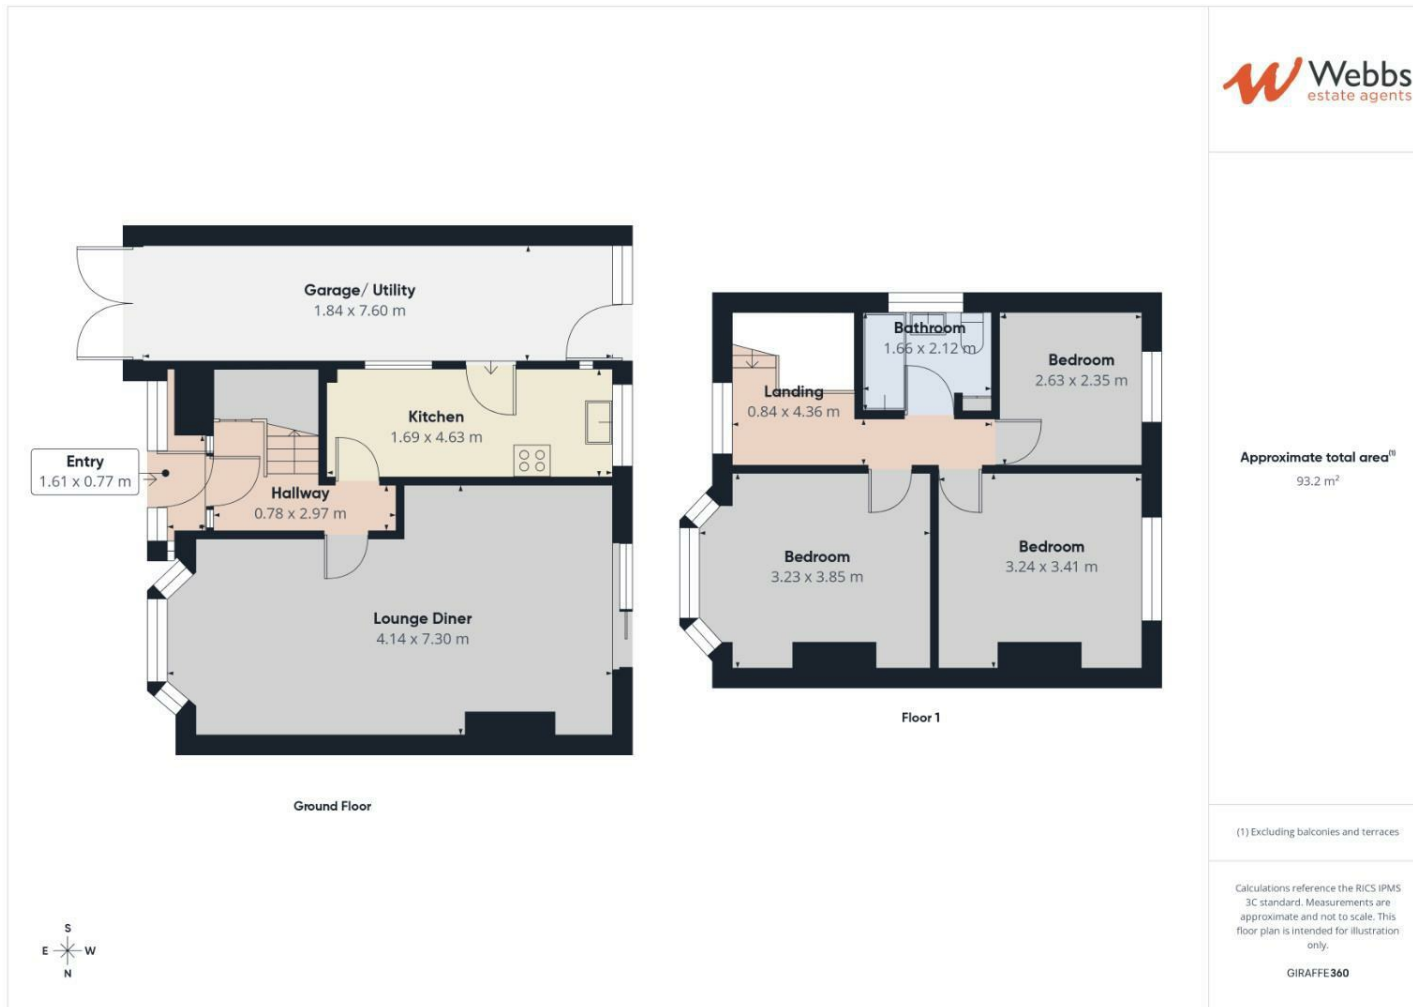 Webbs
estate agents
Garage/ Utility
1.84 x 7.60 m
Kitchen
1.69 x 4.63 m
Entry
1.61 x 0.77 m
Hallway
0.78 x 2.97 m
Lounge Diner
4.14 x 7.30 m
Ground Floor
Bathroom
1.66 x 2.12 m
Bedroom
2.63 x 2.35 m
Landing
0.84 x 4.36 m
Bedroom
3.23 x 3.85 m
Bedroom
3.24 x 3.41 m
Floor 1
Approximate total area(1)
93.2 m²
(1) Excluding balconies and terraces
Calculations reference the RICS IPMS
3C standard. Measurements are
approximate and not to scale. This
floor plan is intended for illustration
only.
GIRAFFE360
S
E W
N